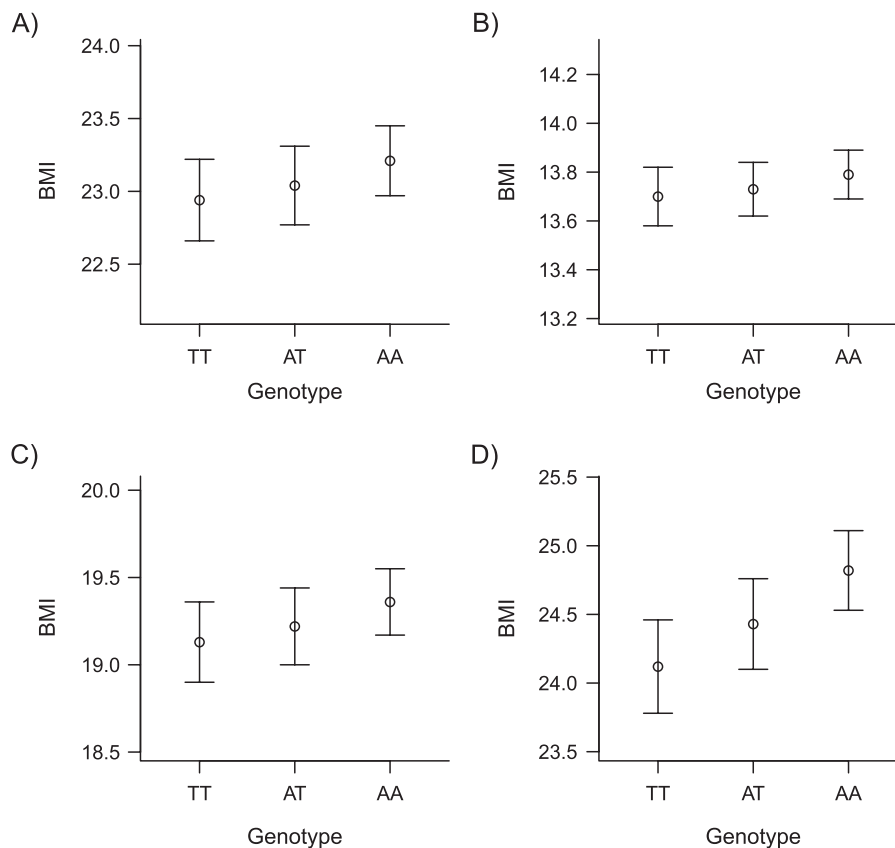 A)
BMI
24.0
23.5
23.0
22.5
TT AT AA
Genotype
B)
BMI
14.2
14.0
13.8
13.6
13.4
13.2
TT AT AA
Genotype
C)
BMI
20.0
19.5
19.0
18.5
TT AT AA
Genotype
D)
BMI
25.5
25.0
24.5
24.0
23.5
TT AT AA
Genotype